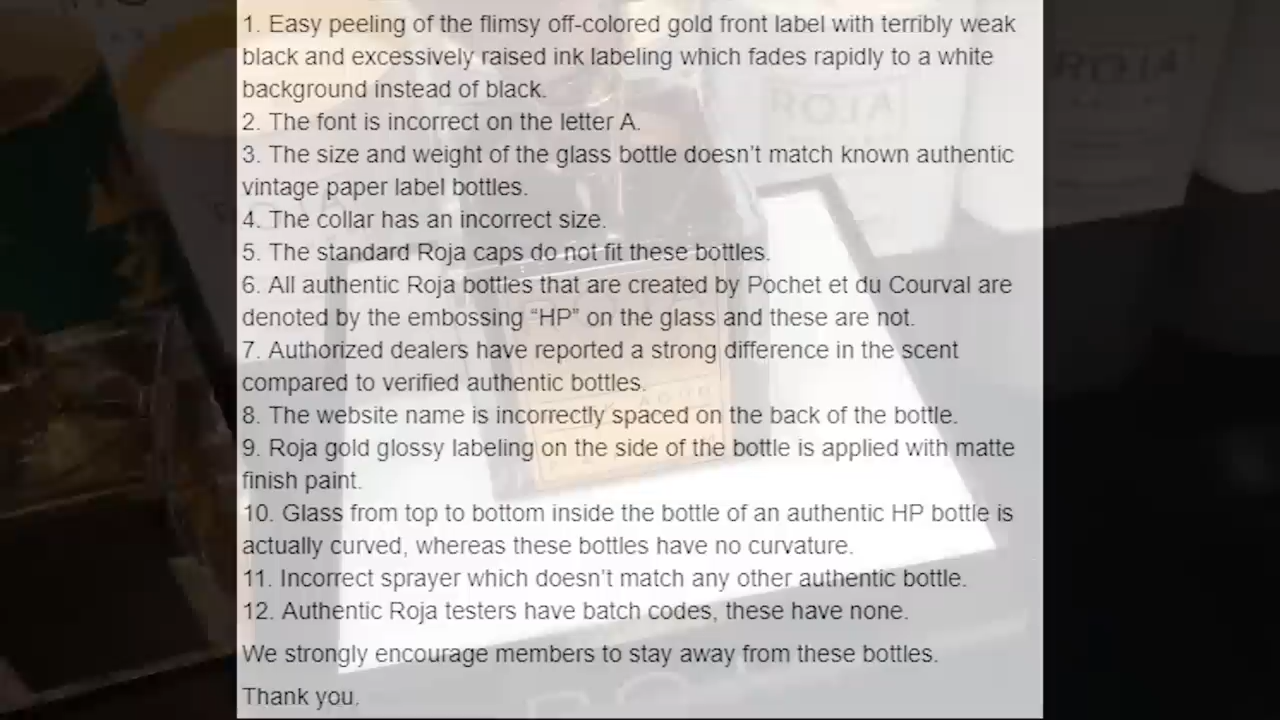 1. Easy peeling of the flimsy off-colored gold front label with terribly weak
black and excessively raised ink labeling which fades rapidly to a white
background instead of black.
2. The font is incorrect on the letter A.
3. The size and weight of the glass bottle doesn't match known authentic
vintage paper label bottles.
4. The collar has an incorrect size.
5. The standard Roja caps do not fit these bottles.
6. All authentic Roja bottles that are created by Pochet et du Courval are
denoted by the embossing “HP” on the glass and these are not.
7. Authorized dealers have reported a strong difference in the scent
compared to verified authentic bottles.
8. The website name is incorrectly spaced on the back of the bottle.
9. Roja gold glossy labeling on the side of the bottle is applied with matte
finish paint.
10. Glass from top to bottom inside the bottle of an authentic HP bottle is
actually curved, whereas these bottles have no curvature.
11. Incorrect sprayer which doesn't match any other authentic bottle.
12. Authentic Roja testers have batch codes, these have none.
We strongly encourage members to stay away from these bottles.
Thank you.
ROJA
ROJA
ROJA